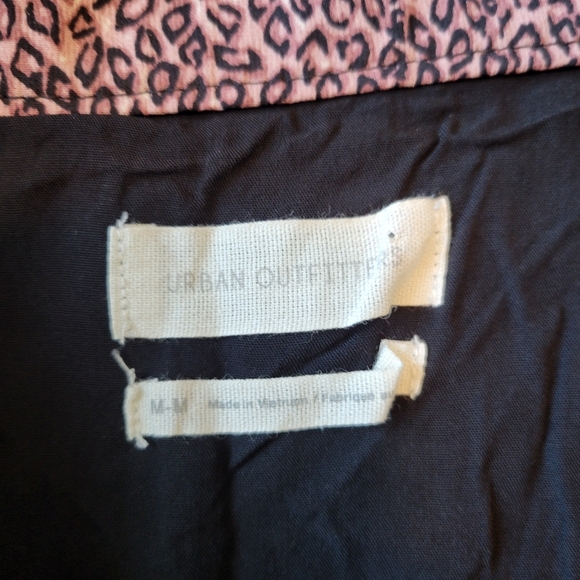 URBAN OUTFITTERS
M-M Made in Vietnam / Fabriqué